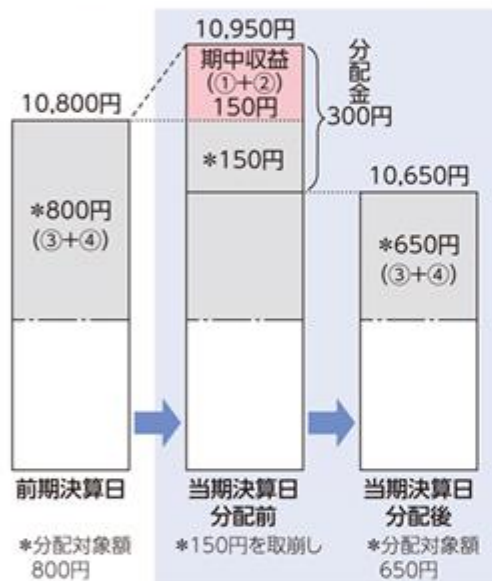 10,950円
期中収益
(①+②)
150円
分配金
300円
10,800円
*150円
10,650円
*800円
(③+④)
*650円
(③+④)
前期決算日
当期決算日
分配前
当期決算日
分配後
*分配対象額
800円
*150円を取崩し
*分配対象額
650円